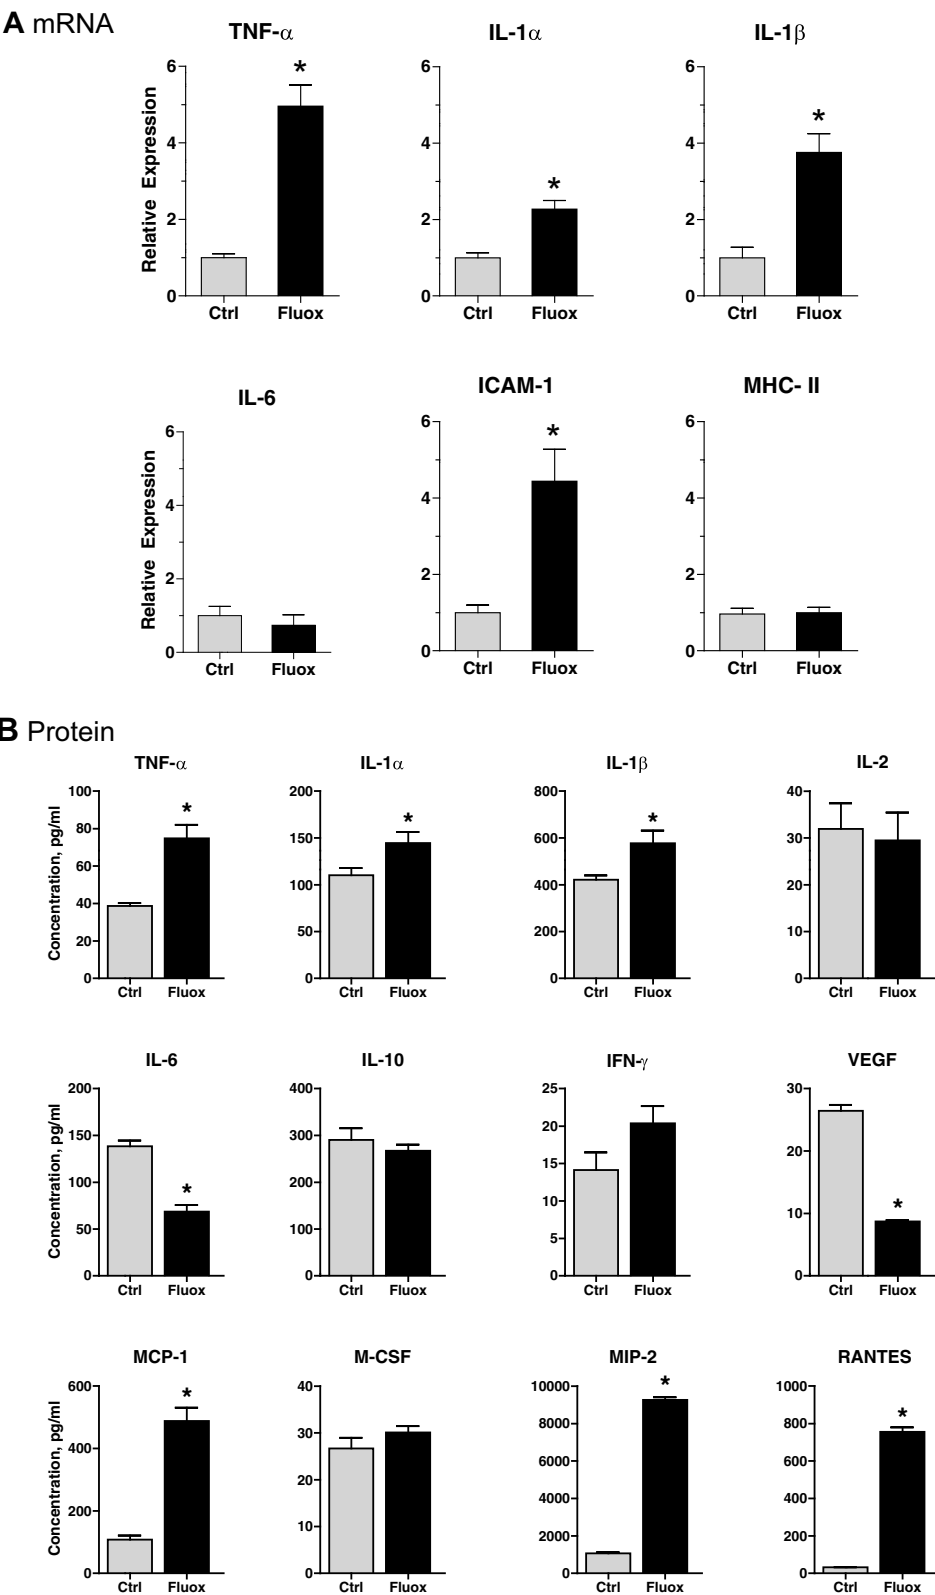 A mRNA
TNF-α IL-1α IL-1β
Relative Expression
6 6 6
* * *
4 4 4
2 2 2
0 0 0
Ctrl Fluox Ctrl Fluox Ctrl Fluox
IL-6 ICAM-1 MHC- II
Relative Expression
6 6 6
*
4 4 4
2 2 2
0 0 0
Ctrl Fluox Ctrl Fluox Ctrl Fluox
B Protein
TNF-α IL-1α IL-1β IL-2
Concentration, pg/ml
100 200 800 40
* * *
80 150 600 30
60 100 400 20
40 50 200 10
20
0 0 0 0
Ctrl Fluox Ctrl Fluox Ctrl Fluox Ctrl Fluox
IL-6 IL-10 IFN-γ VEGF
Concentration, pg/ml
200 400 25 30
150 300 20 20
* *
100 200 15 10
50 100 10
5
0 0 0 0
Ctrl Fluox Ctrl Fluox Ctrl Fluox Ctrl Fluox
MCP-1 M-CSF MIP-2 RANTES
Concentration, pg/ml
600 40 10000 1000
* * *
400 30 8000 800
200 20 6000 600
10 4000 400
2000 200
0 0 0 0
Ctrl Fluox Ctrl Fluox Ctrl Fluox Ctrl Fluox